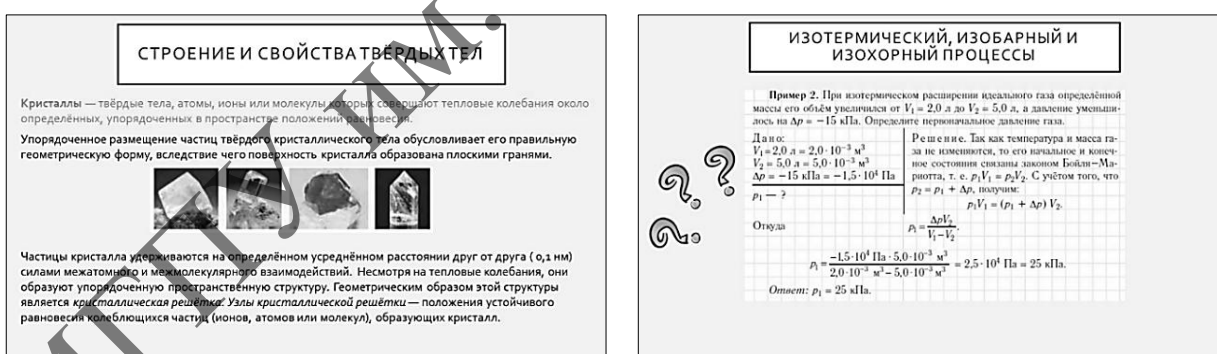 СТРОЕНИЕ И СВОЙСТВА ТВЁРДЫХ ТЕЛ
Кристаллы — твёрдые тела, атомы, ионы или молекулы которых совершают тепловые колебания около
определённых, упорядоченных в пространстве положений равновесия.
Упорядоченное размещение частиц твёрдого кристаллического тела обусловливает его правильную
геометрическую форму, вследствие чего поверхность кристалла образована плоскими гранями.
Частицы кристалла удерживаются на определённом усреднённом расстоянии друг от друга ( 0,1 нм)
силами межатомного и межмолекулярного взаимодействий. Несмотря на тепловые колебания, они
образуют упорядоченную пространственную структуру. Геометрическим образом этой структуры
является кристаллическая решётка. Узлы кристаллической решётки — положения устойчивого
равновесия колеблющихся частиц (ионов, атомов или молекул), образующих кристалл.
ИЗОТЕРМИЧЕСКИЙ, ИЗОБАРНЫЙ И
ИЗОХОРНЫЙ ПРОЦЕССЫ
Пример 2. При изотермическом расширении идеального газа определённой
массы его объём увеличился от V₁ = 2,0 л до V₂ = 5,0 л, а давление уменьши-
лось на Δp = −15 кПа. Определите первоначальное давление газа.
Дано:
V₁ = 2,0 л = 2,0 · 10⁻³ м³
V₂ = 5,0 л = 5,0 · 10⁻³ м³
Δp = −15 кПа = −1,5 · 10⁴ Па
p₁ — ?
Решение. Так как температура и масса га-
за не изменяются, то его начальное и конеч-
ное состояния связаны законом Бойля—Ма-
риотта, т. е. p₁V₁ = p₂V₂. С учётом того, что
p₂ = p₁ + Δp, получим:
p₁V₁ = (p₁ + Δp) V₂.
Откуда p₁ = ΔpV₂ / V₁ − V₂.
p₁ = −1,5 · 10⁴ Па · 5,0 · 10⁻³ м³ / 2,0 · 10⁻³ м³ − 5,0 · 10⁻³ м³ = 2,5 · 10⁴ Па = 25 кПа.
Ответ: p₁ = 25 кПа.
???
МГПУ ИМ.